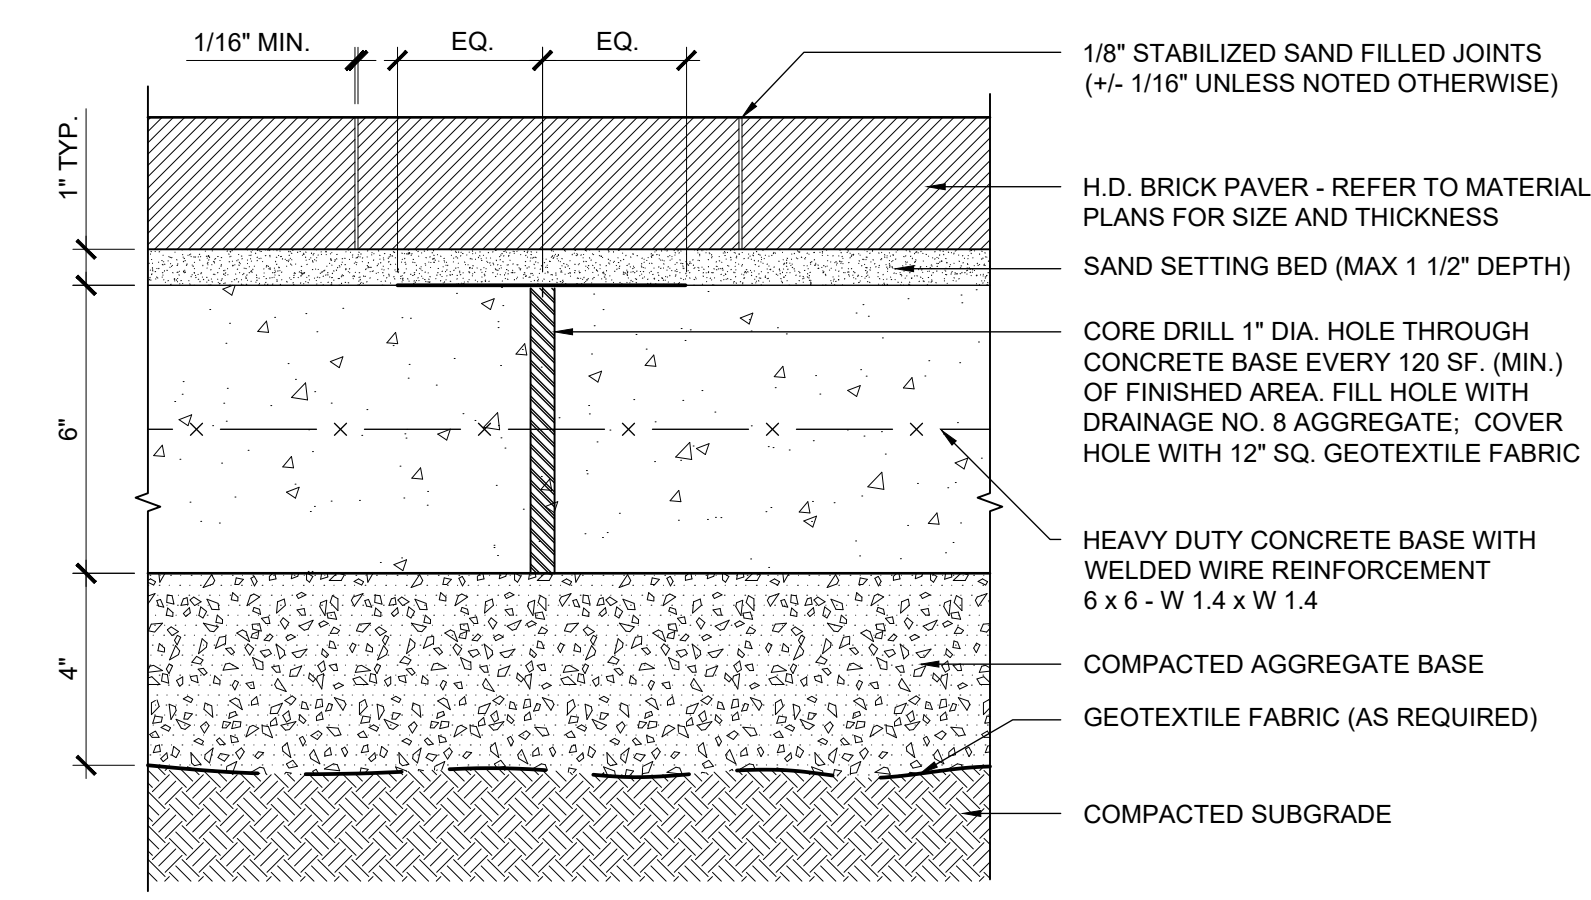 1/16" MIN.
EQ.
EQ.
1" TYP.
6"
4"
1/8" STABILIZED SAND FILLED JOINTS
(+/- 1/16" UNLESS NOTED OTHERWISE)
H.D. BRICK PAVER - REFER TO MATERIAL
PLANS FOR SIZE AND THICKNESS
SAND SETTING BED (MAX 1 1/2" DEPTH)
CORE DRILL 1" DIA. HOLE THROUGH
CONCRETE BASE EVERY 120 SF. (MIN.)
OF FINISHED AREA. FILL HOLE WITH
DRAINAGE NO. 8 AGGREGATE; COVER
HOLE WITH 12" SQ. GEOTEXTILE FABRIC
HEAVY DUTY CONCRETE BASE WITH
WELDED WIRE REINFORCEMENT
6 x 6 - W 1.4 x W 1.4
COMPACTED AGGREGATE BASE
GEOTEXTILE FABRIC (AS REQUIRED)
COMPACTED SUBGRADE